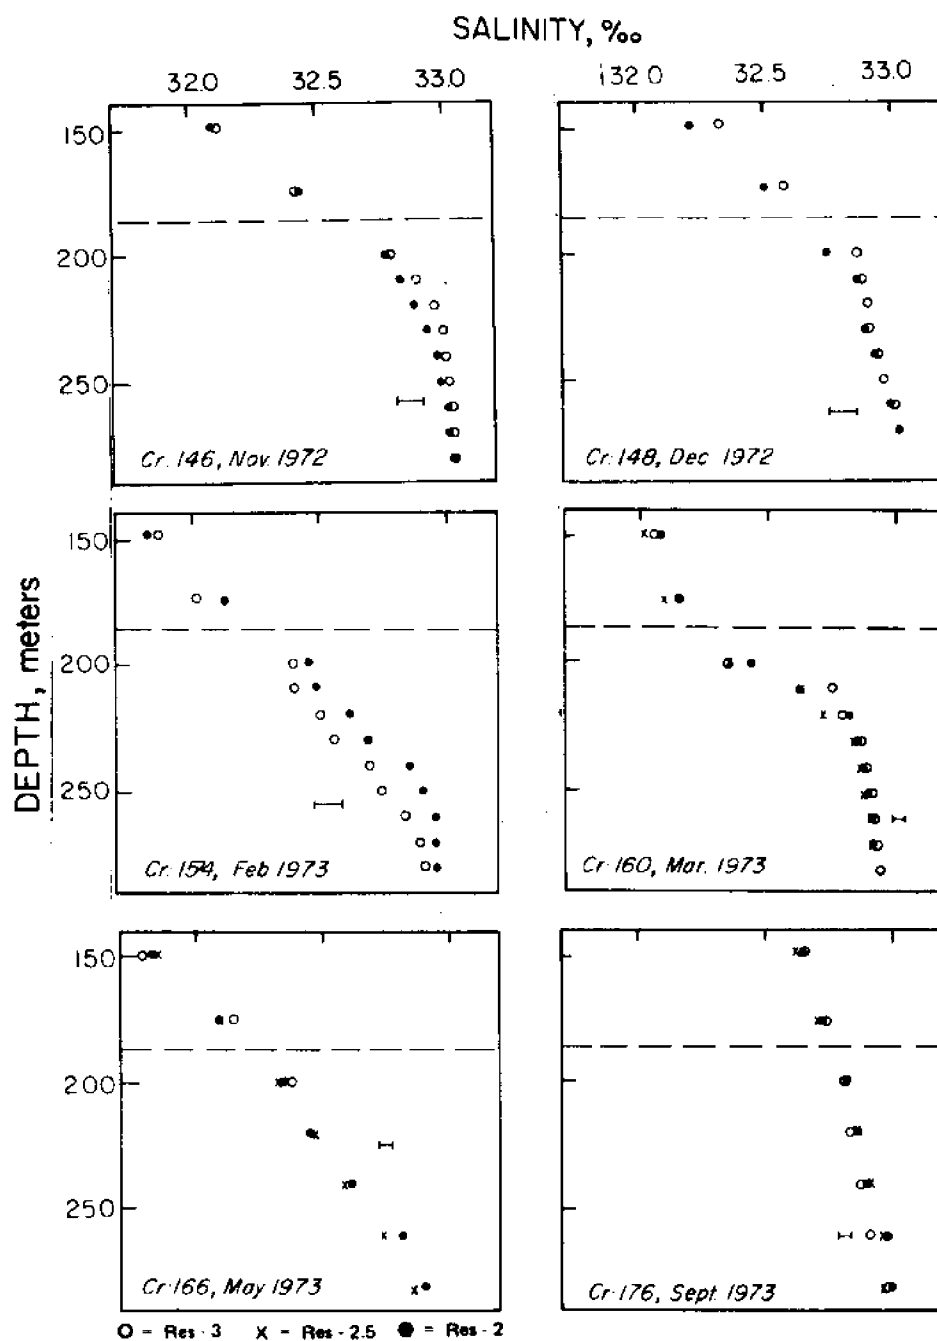 SALINITY, ‰
32.0 32.5 33.0 32.0 32.5 33.0
150
200
250
Cr. 146, Nov. 1972 Cr. 148, Dec 1972
DEPTH, meters
150
200
250
Cr. 154, Feb 1973 Cr. 160, Mar. 1973
150
200
250
Cr. 166, May 1973 Cr. 176, Sept. 1973
O = Res - 3 X = Res - 2.5 ● = Res - 2